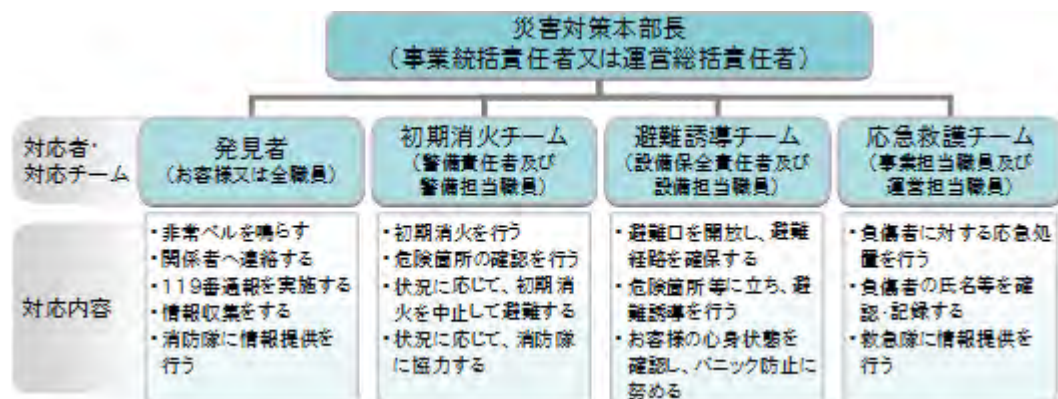 災害対策本部長
（事業統括責任者又は運営総括責任者）
対応者・
対応チーム
発見者
（お客様又は全職員）
初期消火チーム
（警備責任者及び
警備担当職員）
避難誘導チーム
（設備保全責任者及び
設備担当職員）
応急救護チーム
（事業担当職員及び
運営担当職員）
対応内容
・非常ベルを鳴らす
・関係者へ連絡する
・119番通報を実施する
・情報収集をする
・消防隊に情報提供を
行う
・初期消火を行う
・危険箇所の確認を行う
・状況に応じて、初期消
火を中止して避難する
・状況に応じて、消防隊
に協力する
・避難口を開放し、避難
経路を確保する
・危険箇所等に立ち、避
難誘導を行う
・お客様の心身状態を
確認し、パニック防止に
努める
・負傷者に対する応急処
置を行う
・負傷者の氏名等を確
認・記録する
・救急隊に情報提供を
行う